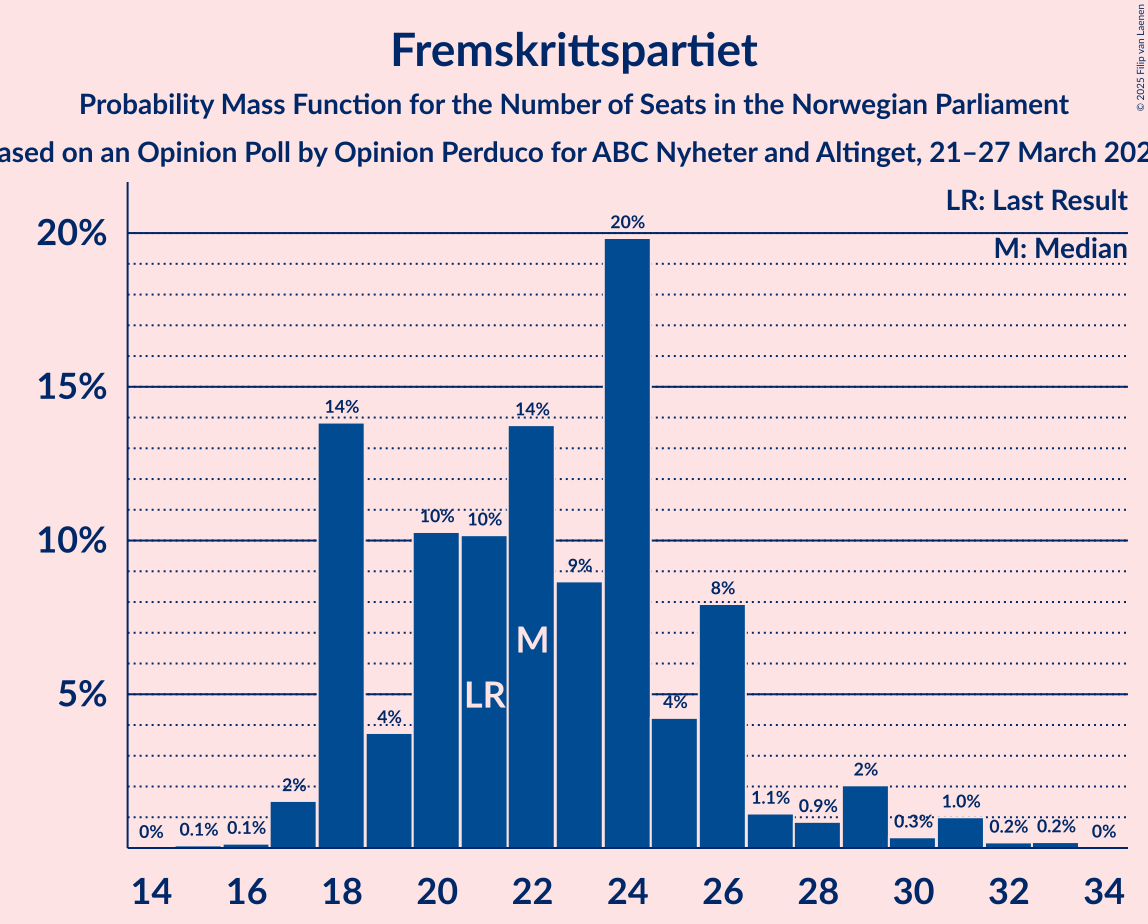 Fremskrittspartiet
Probability Mass Function for the Number of Seats in the Norwegian Parliament
ased on an Opinion Poll by Opinion Perduco for ABC Nyheter and Altinget, 21–27 March 202
© 2025 Filip van Laenen
LR: Last Result
M: Median
20%
15%
10%
5%
0%
0.1%
0.1%
2%
14%
4%
10%
10%
14%
9%
20%
4%
8%
1.1%
0.9%
2%
0.3%
1.0%
0.2%
0.2%
0%
M
LR
14 16 18 20 22 24 26 28 30 32 34